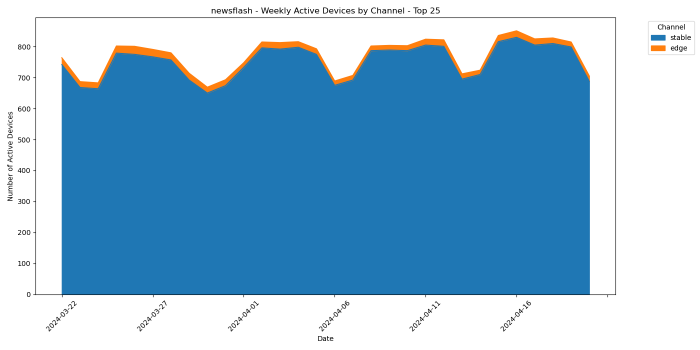 newsflash - Weekly Active Devices by Channel - Top 25
Channel
stable
edge
Number of Active Devices
800
700
600
500
400
300
200
100
0
2024-03-22
2024-03-27
2024-04-01
2024-04-06
2024-04-11
2024-04-16
Date